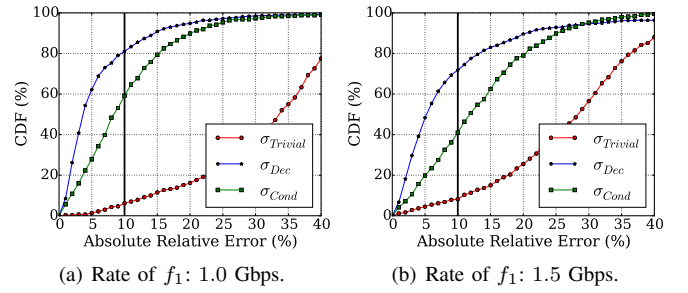 100
80
60
40
20
0
CDF (%)
0 5 10 15 20 25 30 35 40
Absolute Relative Error (%)
σTrivial
σDec
σCond
(a) Rate of f1: 1.0 Gbps.
100
80
60
40
20
0
CDF (%)
0 5 10 15 20 25 30 35 40
Absolute Relative Error (%)
σTrivial
σDec
σCond
(b) Rate of f1: 1.5 Gbps.